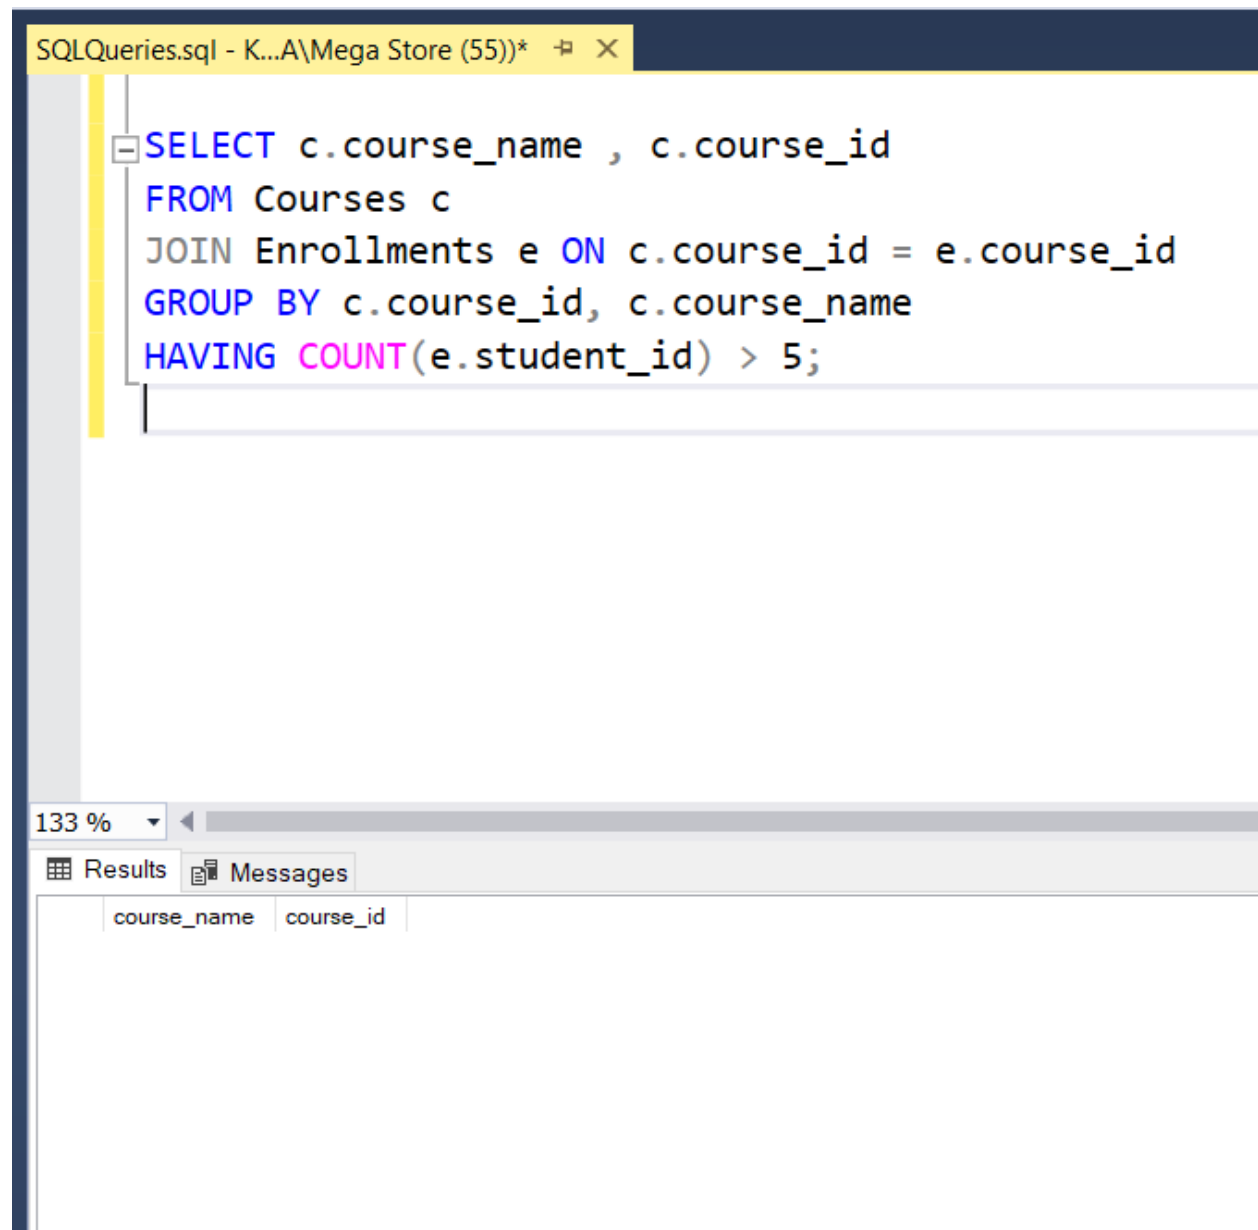 SQLQueries.sql - K...A\Mega Store (55))*
SELECT c.course_name , c.course_id
FROM Courses c
JOIN Enrollments e ON c.course_id = e.course_id
GROUP BY c.course_id, c.course_name
HAVING COUNT(e.student_id) > 5;
133 %
Results Messages
course_name course_id